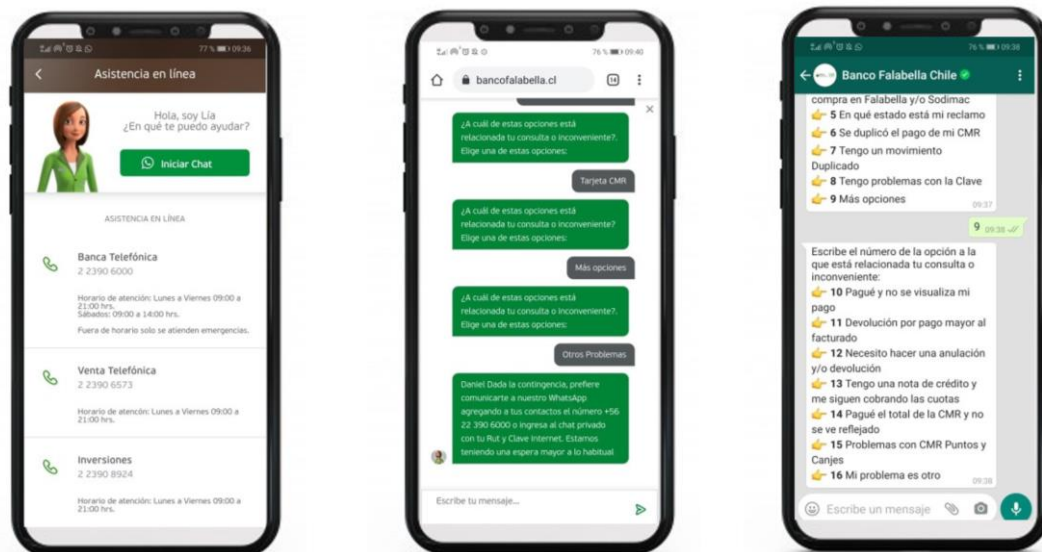 77 % 09:36
Asistencia en línea
Hola, soy Lía
¿En qué te puedo ayudar?
Iniciar Chat
ASISTENCIA EN LÍNEA
Banca Telefónica
2 2390 6000
Horario de atención: Lunes a Viernes 09:00 a
21:00 hrs.
Sábados: 09:00 a 14:00 hrs.
Fuera de horario solo se atienden emergencias.
Venta Telefónica
2 2390 6573
Horario de atención: Lunes a Viernes 09:00 a
21:00 hrs.
Inversiones
2 2390 8924
Horario de atención: Lunes a Viernes 09:00 a
21:00 hrs.
76 % 09:40
bancofalabella.cl
14
¿A cuál de estas opciones está
relacionada tu consulta o inconveniente?.
Elige una de estas opciones:
Tarjeta CMR
¿A cuál de estas opciones está
relacionada tu consulta o inconveniente?.
Elige una de estas opciones:
Más opciones
¿A cuál de estas opciones está
relacionada tu consulta o inconveniente?.
Elige una de estas opciones:
Otros Problemas
Daniel Dada la contingencia, prefiere
comunicarte a nuestro WhatsApp
agregando a tus contactos el número +56
22 390 6000 o ingresa al chat privado
con tu Rut y Clave Internet. Estamos
teniendo una espera mayor a lo habitual
Escribe tu mensaje...
76 % 09:38
Banco Falabella Chile
compra en Falabella y/o Sodimac
👉 5 En qué estado está mi reclamo
👉 6 Se duplicó el pago de mi CMR
👉 7 Tengo un movimiento
Duplicado
👉 8 Tengo problemas con la Clave
👉 9 Más opciones
09:37
9 09:38
Escribe el número de la opción a la
que está relacionada tu consulta o
inconveniente:
👉 10 Pagué y no se visualiza mi
pago
👉 11 Devolución por pago mayor al
facturado
👉 12 Necesito hacer una anulación
y/o devolución
👉 13 Tengo una nota de crédito y
me siguen cobrando las cuotas
👉 14 Pagué el total de la CMR y no
se ve reflejado
👉 15 Problemas con CMR Puntos y
Canjes
👉 16 Mi problema es otro
09:38
Escribe un mensaje